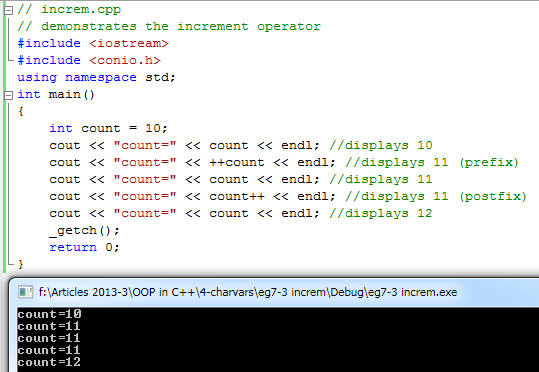 // increm.cpp
// demonstrates the increment operator
#include <iostream>
#include <conio.h>
using namespace std;
int main()
{
    int count = 10;
    cout << "count=" << count << endl; //displays 10
    cout << "count=" << ++count << endl; //displays 11 (prefix)
    cout << "count=" << count << endl; //displays 11
    cout << "count=" << count++ << endl; //displays 11 (postfix)
    cout << "count=" << count << endl; //displays 12
    _getch();
    return 0;
}
f:\Articles 2013-3\OOP in C++\4-charvars\eg7-3 increm\Debug\eg7-3 increm.exe
count=10
count=11
count=11
count=11
count=12